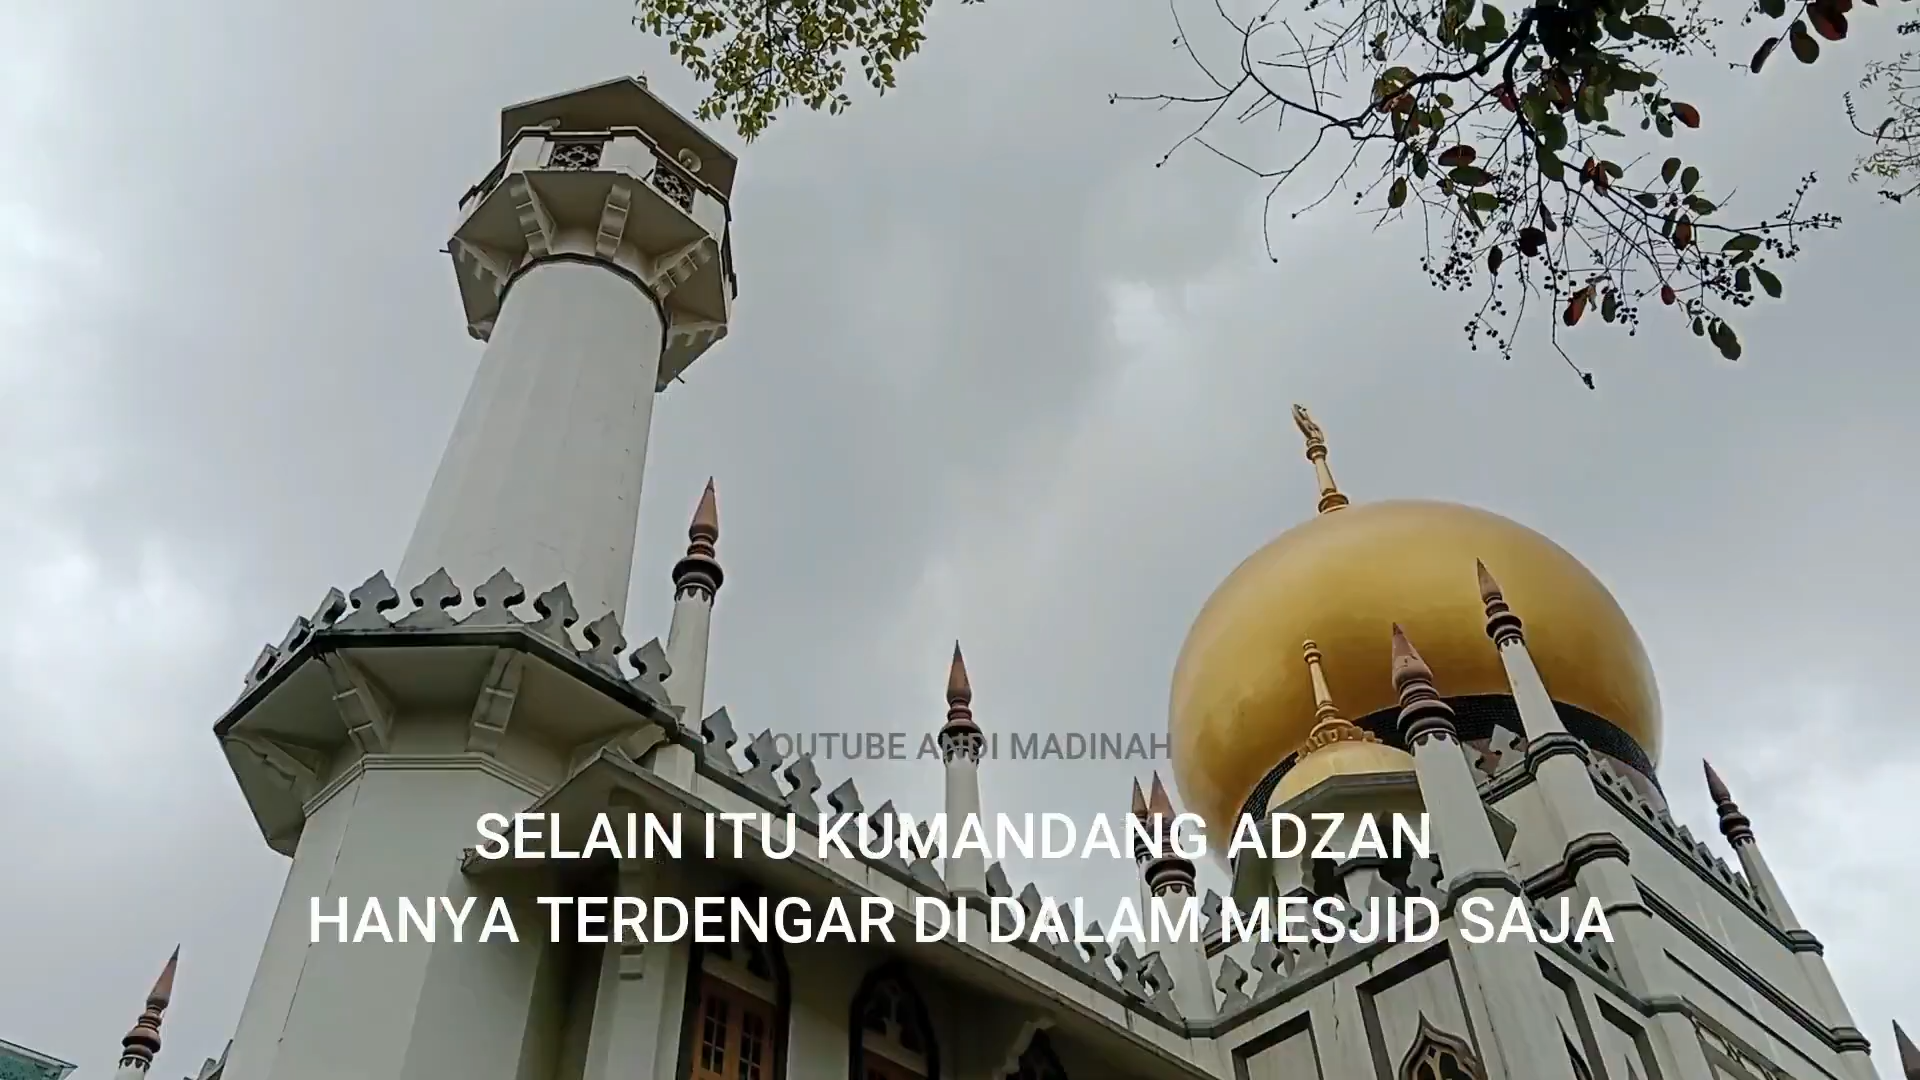 YOUTUBE ANDI MADINAH
SELAIN ITU KUMANDANG ADZAN
HANYA TERDENGAR DI DALAM MESJID SAJA